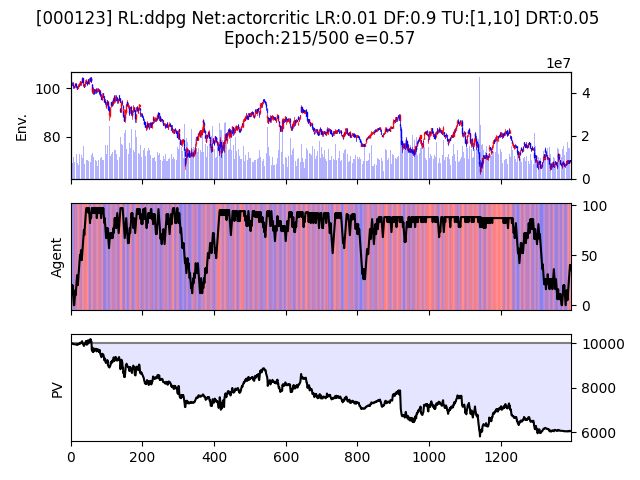 [000123] RL:ddpg Net:actorcritic LR:0.01 DF:0.9 TU:[1,10] DRT:0.05
Epoch:215/500 e=0.57
1e7
Env.
100
80
4
2
0
Agent
100
50
0
PV
10000
8000
6000
0 200 400 600 800 1000 1200